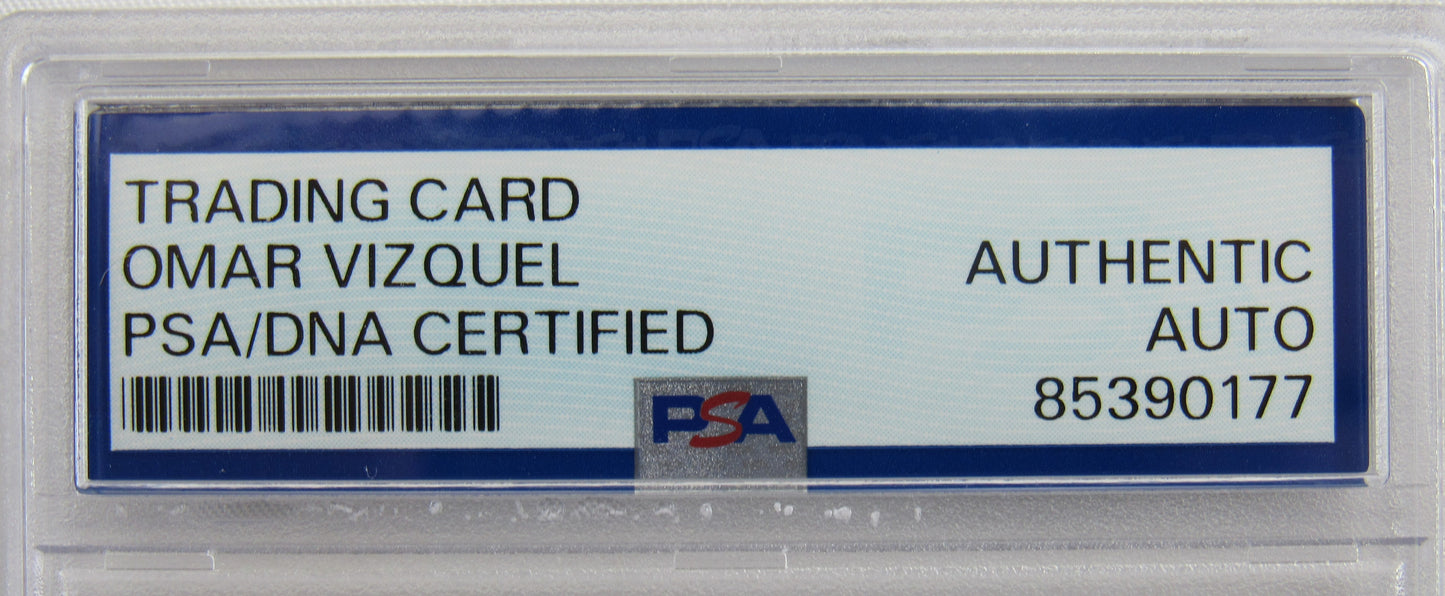 TRADING CARD
OMAR VIZQUEL
PSA/DNA CERTIFIED
AUTHENTIC
AUTO
85390177
PSA